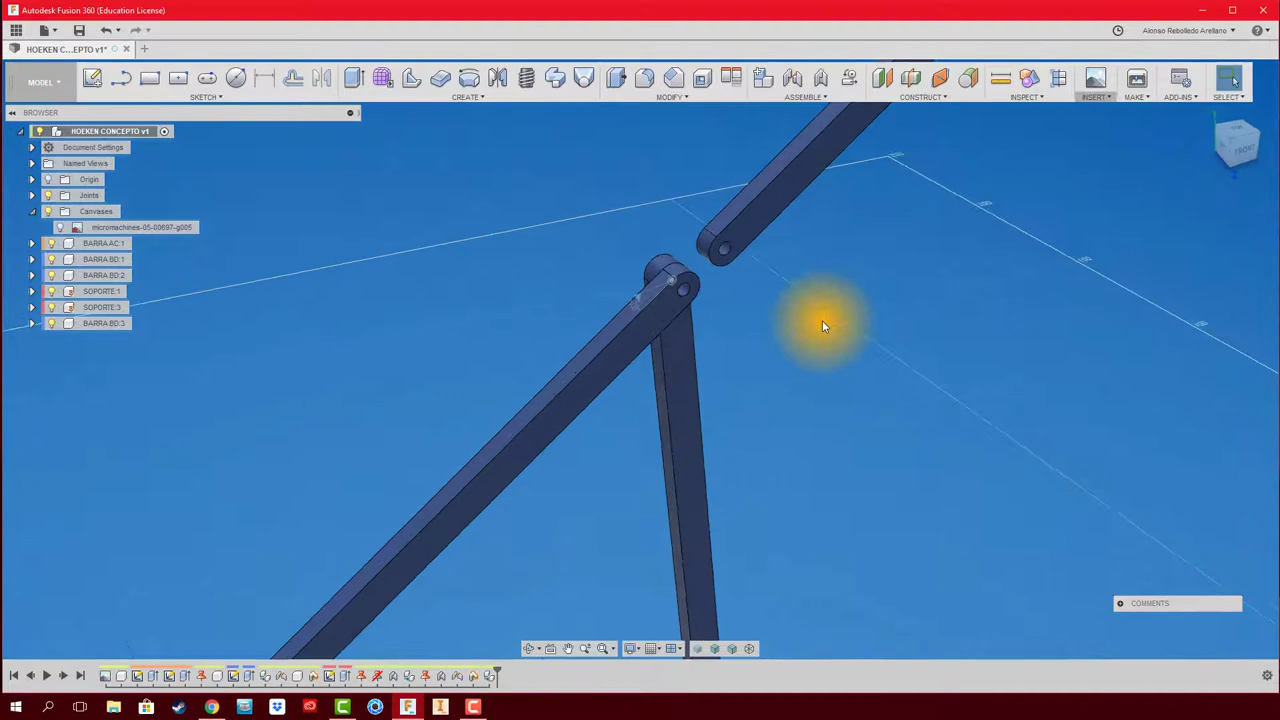 Autodesk Fusion 360 (Education License)
Alonso Rebolledo Arellano
HOEKEN C...EPTO v1*
MODEL
SKETCH
CREATE
MODIFY
ASSEMBLE
CONSTRUCT
INSPECT
INSERT
MAKE
ADD-INS
SELECT
BROWSER
HOEKEN CONCEPTO v1
Document Settings
Named Views
Origin
Joints
Canvases
micromachines-05-00697-g005
BARRA AC:1
BARRA BD:1
BARRA BD:2
SOPORTE:1
SOPORTE:3
BARRA BD:3
FRONT
COMMENTS